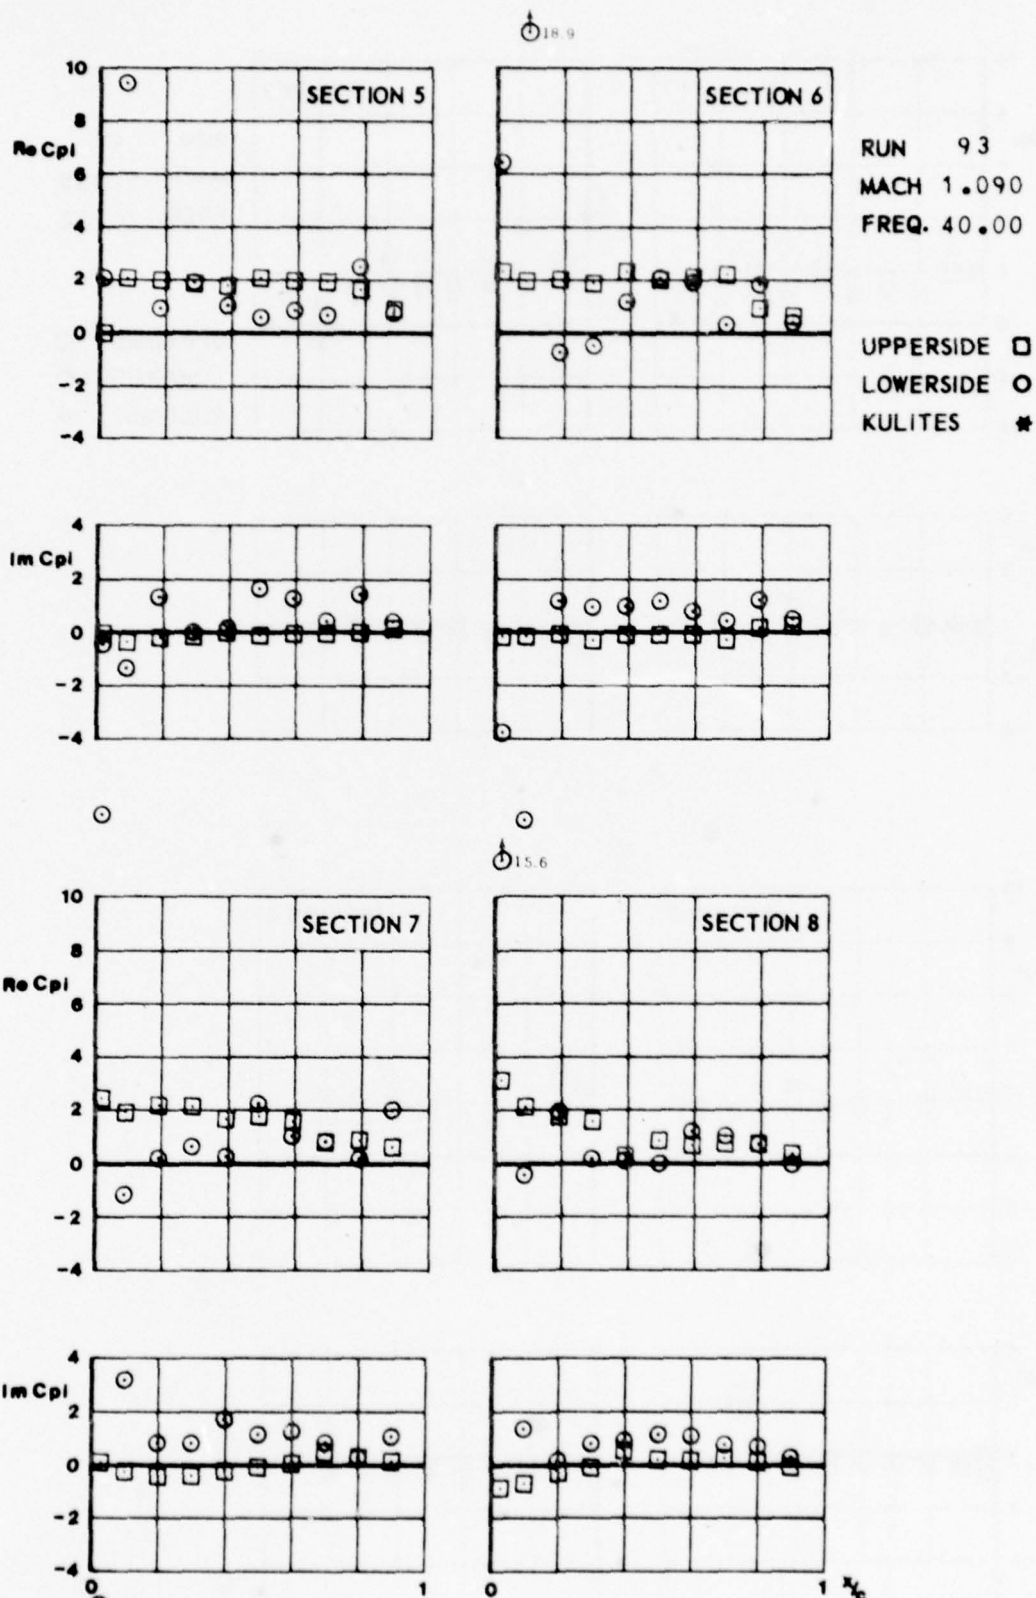 18.9
10
8
6
4
2
0
-2
-4
Re Cpi
SECTION 5
SECTION 6
RUN 93
MACH 1.090
FREQ. 40.00
UPPERSIDE
LOWERSIDE
KULITES
4
2
0
-2
-4
Im Cpi
15.6
10
8
6
4
2
0
-2
-4
Re Cpi
SECTION 7
SECTION 8
4
2
0
-2
-4
Im Cpi
0 1 0 1 x/c